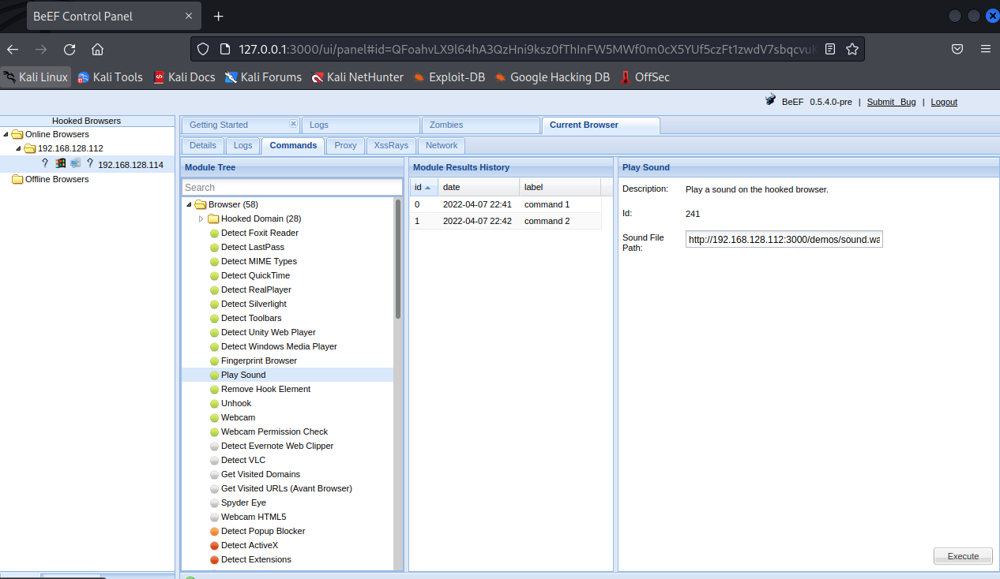 BeEF Control Panel
127.0.0.1:3000/ui/panel#id=QFoahvLX9l64hA3QzHni9ksz0fThInFW5MWf0m0cX5YUf5czFt1zwdV7sbqcvuK
Kali Linux Kali Tools Kali Docs Kali Forums Kali NetHunter Exploit-DB Google Hacking DB OffSec
BeEF 0.5.4.0-pre | Submit Bug | Logout
Hooked Browsers
Online Browsers
192.168.128.112
? ? 192.168.128.114
Offline Browsers
Getting Started Logs Zombies Current Browser
Details Logs Commands Proxy XssRays Network
Module Tree
Search
Browser (58)
Hooked Domain (28)
Detect Foxit Reader
Detect LastPass
Detect MIME Types
Detect QuickTime
Detect RealPlayer
Detect Silverlight
Detect Toolbars
Detect Unity Web Player
Detect Windows Media Player
Fingerprint Browser
Play Sound
Remove Hook Element
Unhook
Webcam
Webcam Permission Check
Detect Evernote Web Clipper
Detect VLC
Get Visited Domains
Get Visited URLs (Avant Browser)
Spyder Eye
Webcam HTML5
Detect Popup Blocker
Detect ActiveX
Detect Extensions
Module Results History
id date label
0 2022-04-07 22:41 command 1
1 2022-04-07 22:42 command 2
Play Sound
Description: Play a sound on the hooked browser.
Id: 241
Sound File Path: http://192.168.128.112:3000/demos/sound.wa
Execute